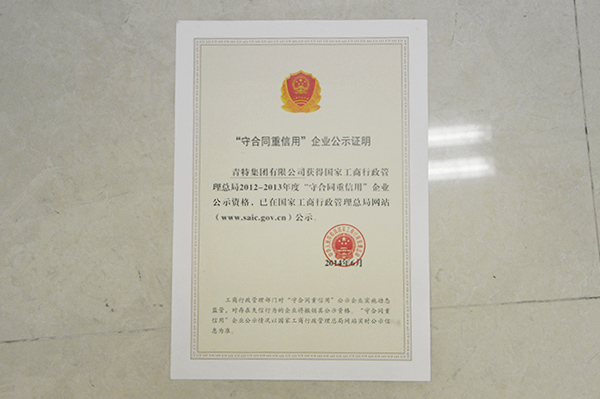 “守合同重信用”企业公示证明
青特集团有限公司获得国家工商行政管
理总局2012-2013年度“守合同重信用”企业
公示资格，已在国家工商行政管理总局网站
（www.saic.gov.cn）公示。
2014年6月
工商行政管理部门对“守合同重信用”公示企业实施动态
监管，对存在失信行为的企业将撤销其公示资格。“守合同重
信用”企业公示情况以国家工商行政管理总局网站实时公示信
息为准。